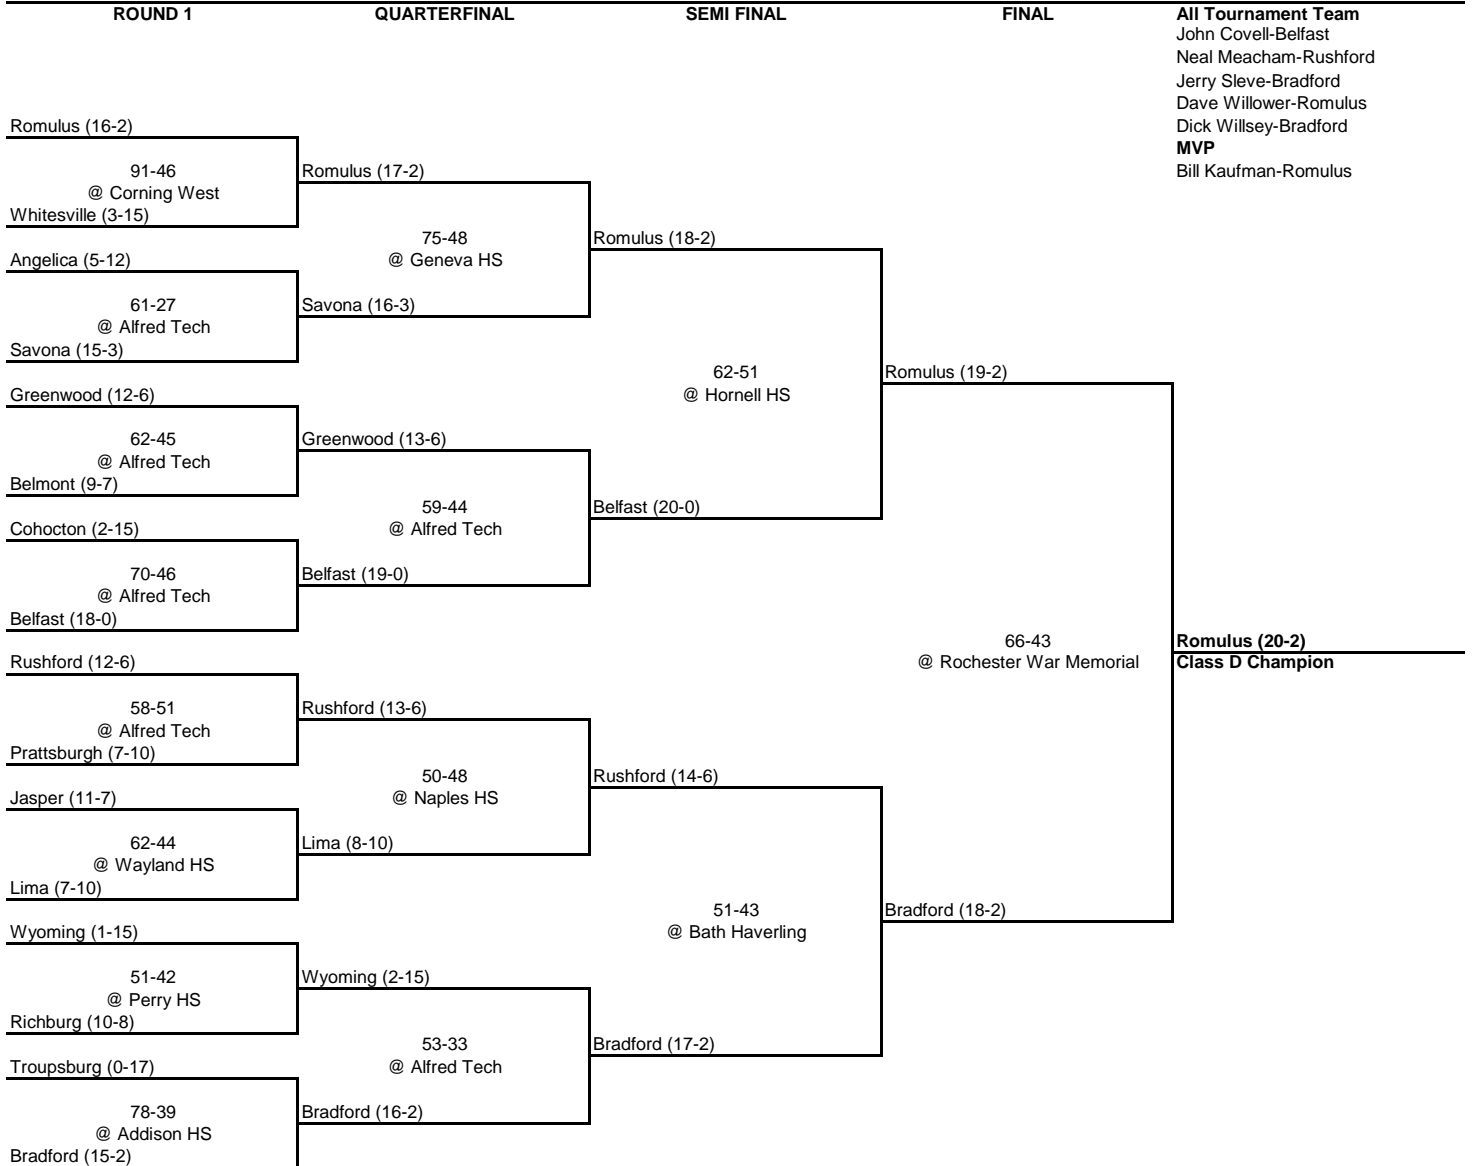 ROUND 1 QUARTERFINAL SEMI FINAL FINAL All Tournament Team
John Covell-Belfast
Neal Meacham-Rushford
Jerry Sleve-Bradford
Dave Willower-Romulus
Dick Willsey-Bradford
MVP
Bill Kaufman-Romulus
Romulus (16-2)
91-46
@ Corning West
Whitesville (3-15)
Angelica (5-12)
61-27
@ Alfred Tech
Savona (15-3)
Greenwood (12-6)
62-45
@ Alfred Tech
Belmont (9-7)
Cohocton (2-15)
70-46
@ Alfred Tech
Belfast (18-0)
Rushford (12-6)
58-51
@ Alfred Tech
Prattsburgh (7-10)
Jasper (11-7)
62-44
@ Wayland HS
Lima (7-10)
Wyoming (1-15)
51-42
@ Perry HS
Richburg (10-8)
Troupsburg (0-17)
78-39
@ Addison HS
Bradford (15-2)
Romulus (17-2)
75-48
@ Geneva HS
Savona (16-3)
Greenwood (13-6)
59-44
@ Alfred Tech
Belfast (19-0)
Rushford (13-6)
50-48
@ Naples HS
Lima (8-10)
Wyoming (2-15)
53-33
@ Alfred Tech
Bradford (16-2)
Romulus (18-2)
62-51
@ Hornell HS
Belfast (20-0)
Rushford (14-6)
51-43
@ Bath Haverling
Bradford (17-2)
Romulus (19-2)
66-43
@ Rochester War Memorial
Bradford (18-2)
Romulus (20-2)
Class D Champion